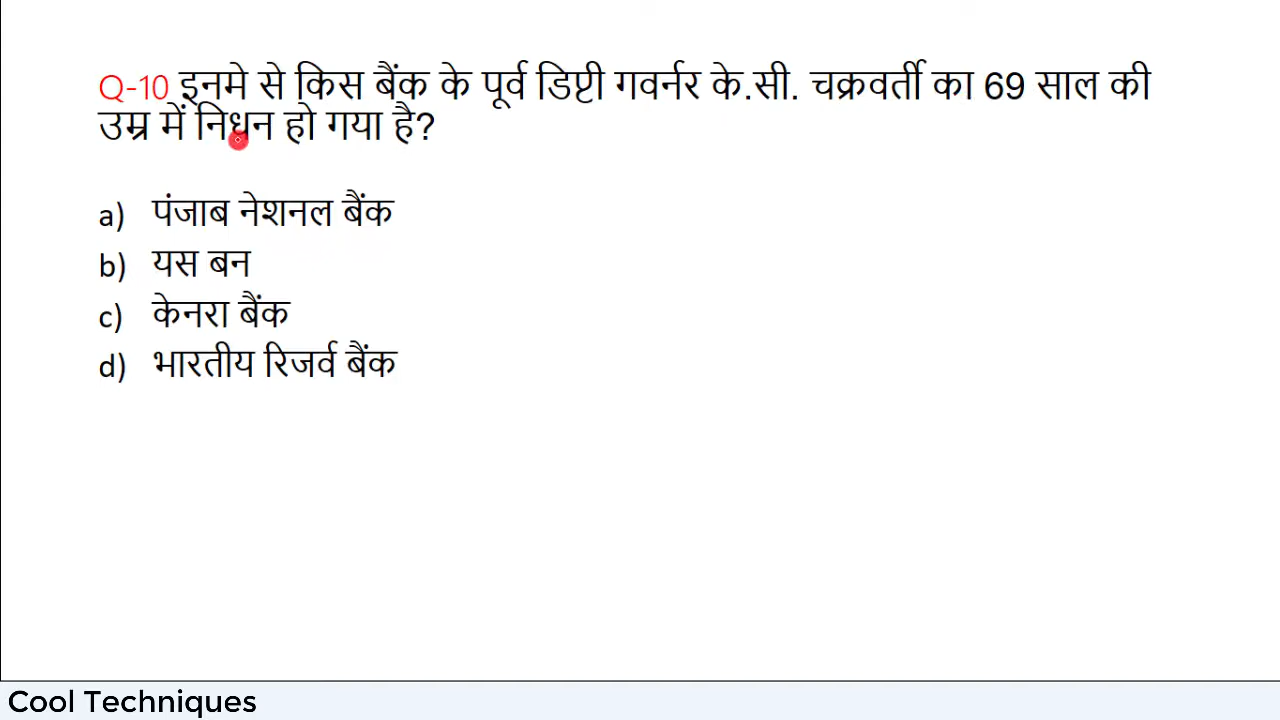 Q-10 इनमे से किस बैंक के पूर्व डिप्टी गवर्नर के.सी. चक्रवर्ती का 69 साल की
उम्र में निधन हो गया है?
a) पंजाब नेशनल बैंक
b) यस बन
c) केनरा बैंक
d) भारतीय रिजर्व बैंक
Cool Techniques